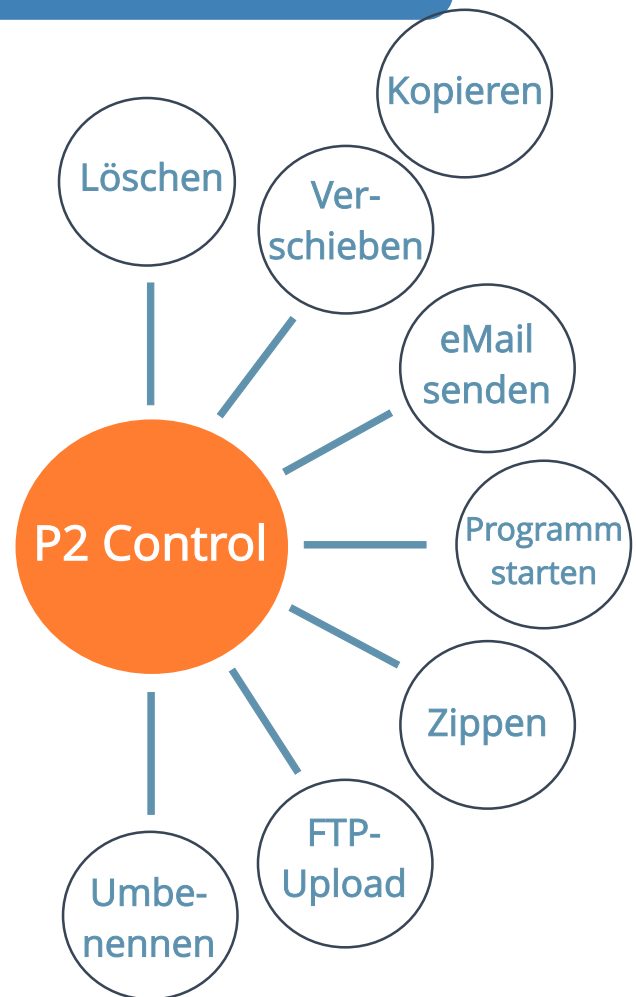 Kopieren
Löschen
Ver-
schieben
eMail
senden
P2 Control
Programm
starten
Zippen
FTP-
Upload
Umbe-
nennen